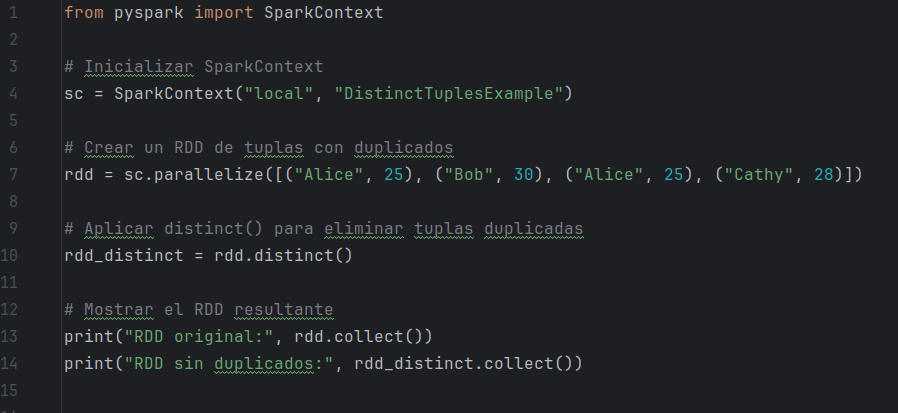 1 from pyspark import SparkContext
2
3 # Inicializar SparkContext
4 sc = SparkContext("local", "DistinctTuplesExample")
5
6 # Crear un RDD de tuplas con duplicados
7 rdd = sc.parallelize([("Alice", 25), ("Bob", 30), ("Alice", 25), ("Cathy", 28)])
8
9 # Aplicar distinct() para eliminar tuplas duplicadas
10 rdd_distinct = rdd.distinct()
11
12 # Mostrar el RDD resultante
13 print("RDD original:", rdd.collect())
14 print("RDD sin duplicados:", rdd_distinct.collect())
15